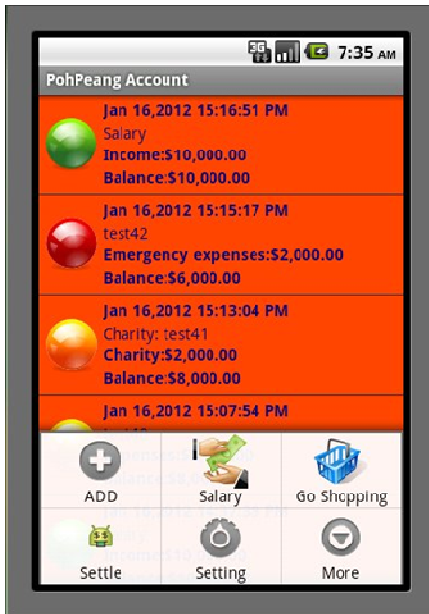 3G 7:35 AM
PohPeang Account
Jan 16,2012 15:16:51 PM
Salary
Income:$10,000.00
Balance:$10,000.00
Jan 16,2012 15:15:17 PM
test42
Emergency expenses:$2,000.00
Balance:$6,000.00
Jan 16,2012 15:13:04 PM
Charity: test41
Charity:$2,000.00
Balance:$8,000.00
Jan 16,2012 15:07:54 PM
ADD Salary Go Shopping
Settle Setting More